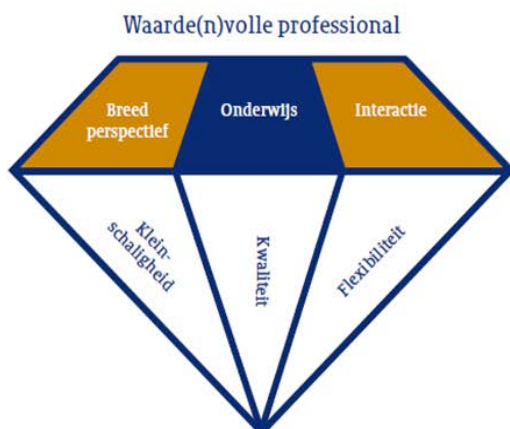 Waarde(n)volle professional
Breed
perspectief
Onderwijs
Interactie
Klein-
schaligheid
Kwaliteit
Flexibiliteit